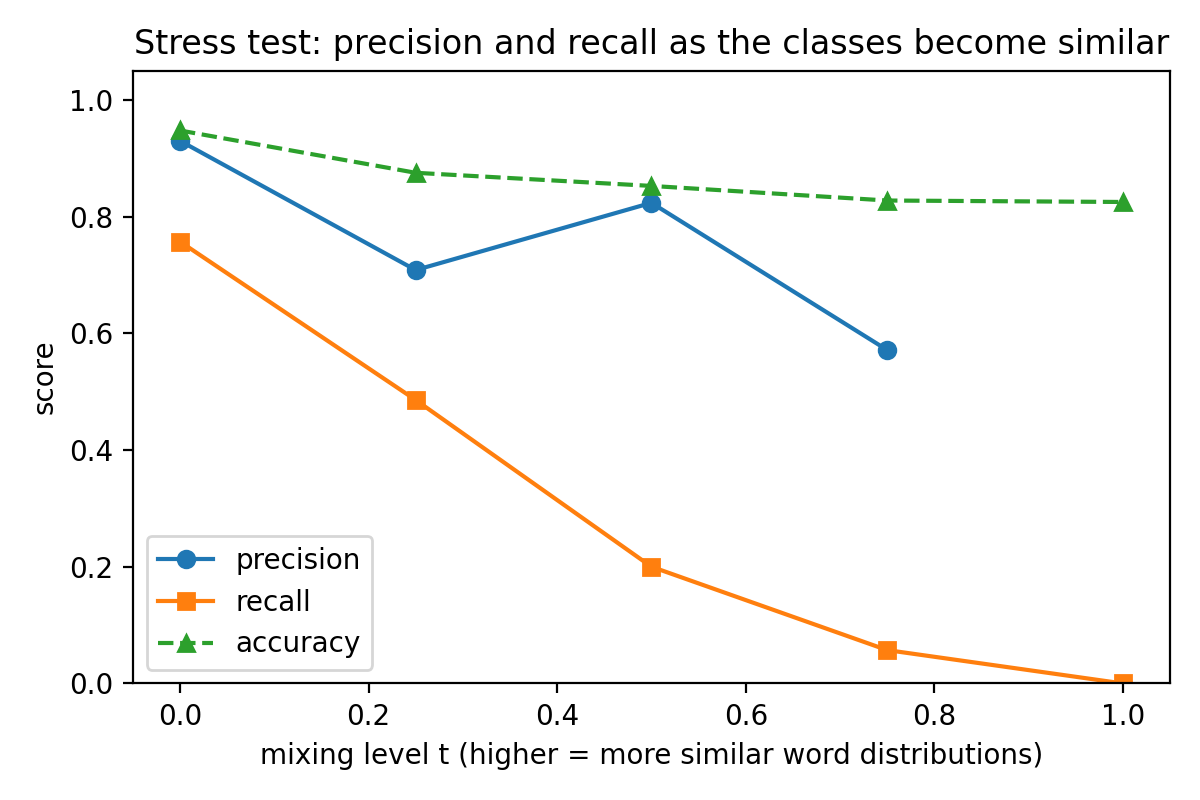 Stress test: precision and recall as the classes become similar
1.0
0.8
0.6
0.4
0.2
0.0
score
precision
recall
accuracy
0.0 0.2 0.4 0.6 0.8 1.0
mixing level t (higher = more similar word distributions)